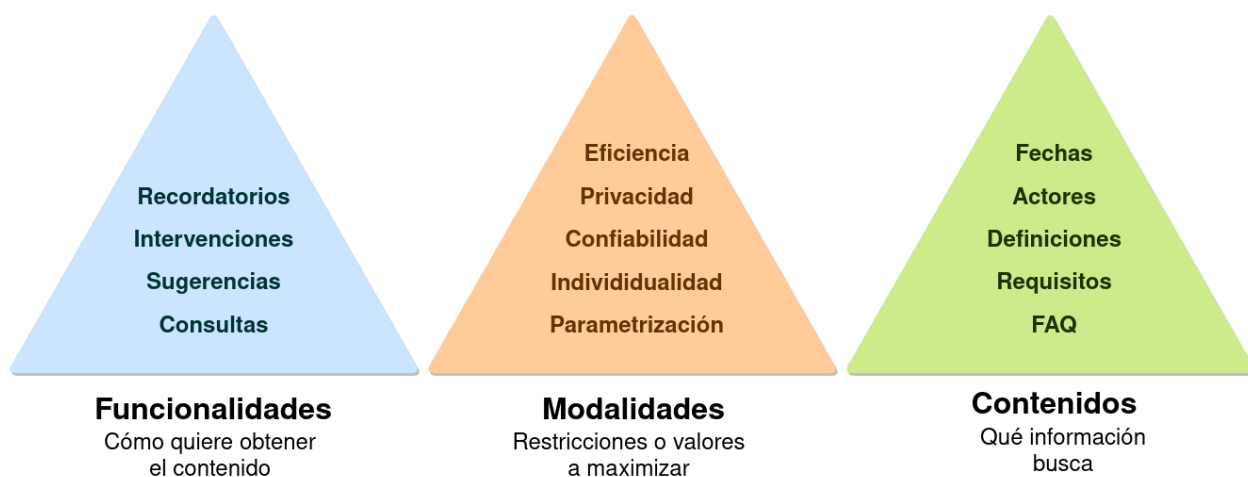 Recordatorios
Intervenciones
Sugerencias
Consultas
Funcionalidades
Cómo quiere obtener
el contenido
Eficiencia
Privacidad
Confiabilidad
Individidualidad
Parametrización
Modalidades
Restricciones o valores
a maximizar
Fechas
Actores
Definiciones
Requisitos
FAQ
Contenidos
Qué información
busca